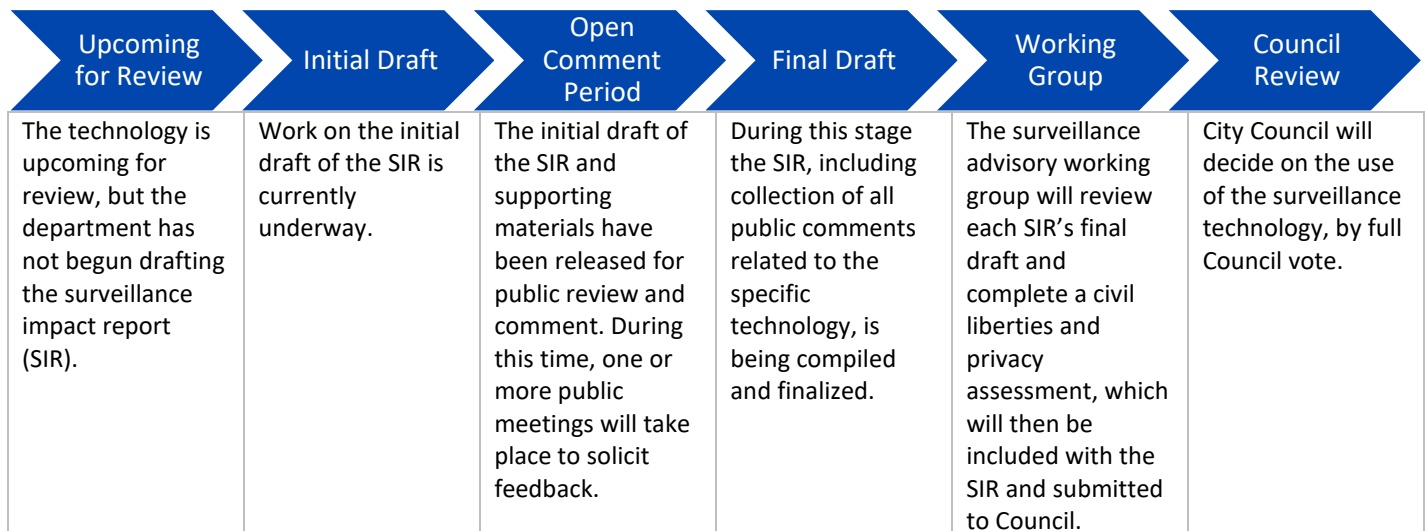 Upcoming
for Review
Initial Draft
Open
Comment
Period
Final Draft
Working
Group
Council
Review
The technology is
upcoming for
review, but the
department has
not begun drafting
the surveillance
impact report
(SIR).
Work on the initial
draft of the SIR is
currently
underway.
The initial draft of
the SIR and
supporting
materials have
been released for
public review and
comment. During
this time, one or
more public
meetings will take
place to solicit
feedback.
During this stage
the SIR, including
collection of all
public comments
related to the
specific
technology, is
being compiled
and finalized.
The surveillance
advisory working
group will review
each SIR’s final
draft and
complete a civil
liberties and
privacy
assessment, which
will then be
included with the
SIR and submitted
to Council.
City Council will
decide on the use
of the surveillance
technology, by full
Council vote.